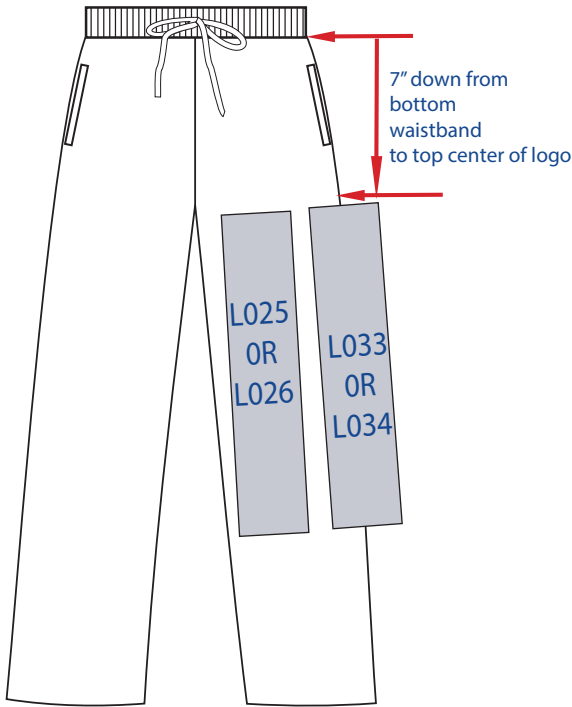 7” down from
bottom
waistband
to top center of logo
L025
0R
L026
L033
0R
L034